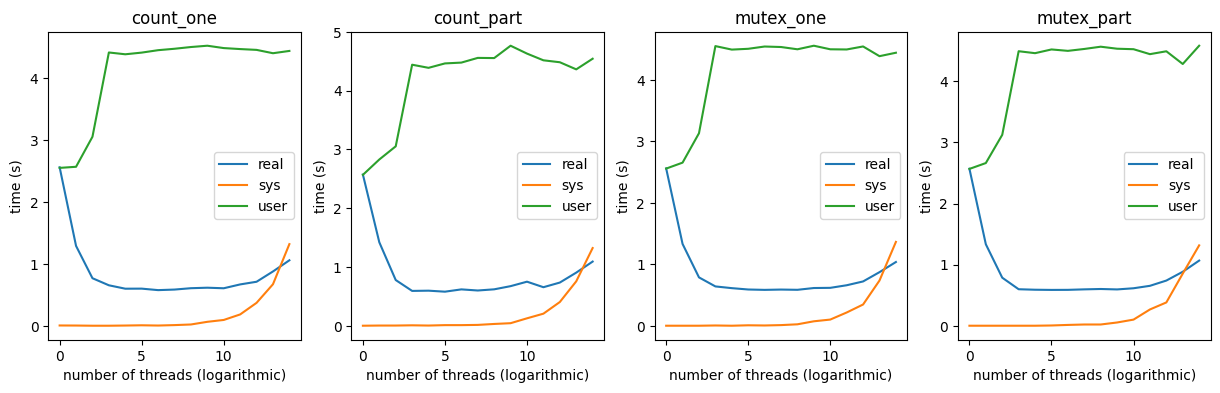 count_one
time (s)
4
3
2
1
0
real
sys
user
0
5
10
number of threads (logarithmic)
count_part
time (s)
5
4
3
2
1
0
real
sys
user
0
5
10
number of threads (logarithmic)
mutex_one
time (s)
4
3
2
1
0
real
sys
user
0
5
10
number of threads (logarithmic)
mutex_part
time (s)
4
3
2
1
0
real
sys
user
0
5
10
number of threads (logarithmic)